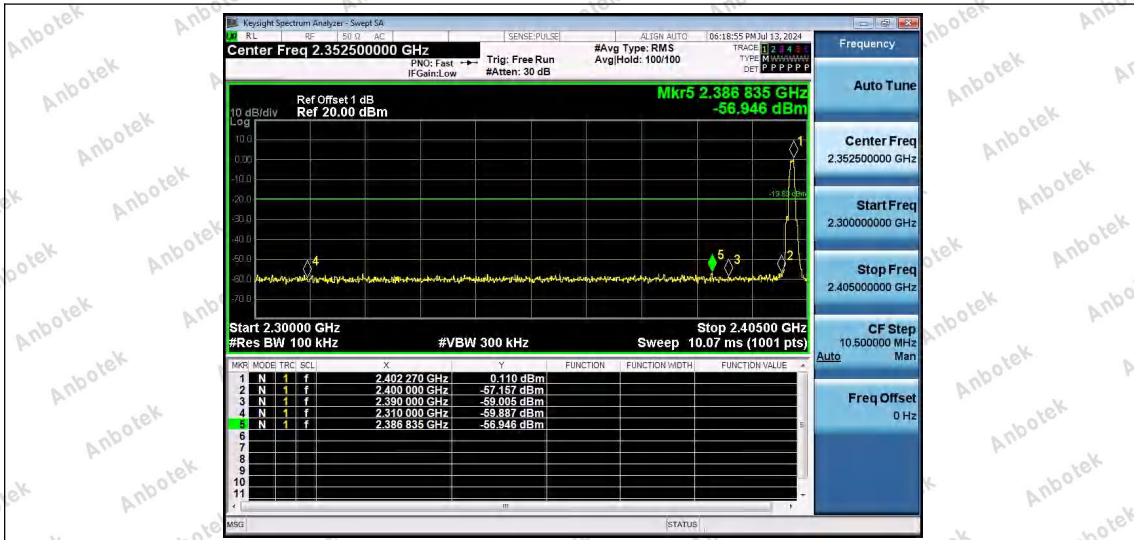 Keysight Spectrum Analyzer - Swept SA
RL RF 50 Ω AC SENSE:PULSE ALIGN AUTO 06:18:55 PM Jul 13, 2024
Center Freq 2.352500000 GHz
PNO: Fast
IFGain:Low
Trig: Free Run
#Atten: 30 dB
#Avg Type: RMS
Avg|Hold: 100/100
TRACE 1 2 3 4 5 6
TYPE M WWWWW
DET P P P P P P
Mkr5 2.386 835 GHz
-56.946 dBm
Ref Offset 1 dB
10 dB/div Ref 20.00 dBm
Log
10.0
0.00
-10.0
-20.0
-30.0
-40.0
-50.0
-60.0
-70.0
1
2
3
4
5
Start 2.30000 GHz Stop 2.40500 GHz
#Res BW 100 kHz #VBW 300 kHz Sweep 10.07 ms (1001 pts)
MKR MODE TRC SCL X Y FUNCTION FUNCTION WIDTH FUNCTION VALUE
1 N 1 f 2.402 270 GHz 0.110 dBm
2 N 1 f 2.400 000 GHz -57.157 dBm
3 N 1 f 2.390 000 GHz -59.005 dBm
4 N 1 f 2.310 000 GHz -59.887 dBm
5 N 1 f 2.386 835 GHz -56.946 dBm
6
7
8
9
10
11
MSG STATUS
Frequency
Auto Tune
Center Freq
2.352500000 GHz
Start Freq
2.300000000 GHz
Stop Freq
2.405000000 GHz
CF Step
10.500000 MHz
Auto Man
Freq Offset
0 Hz
Anbotek